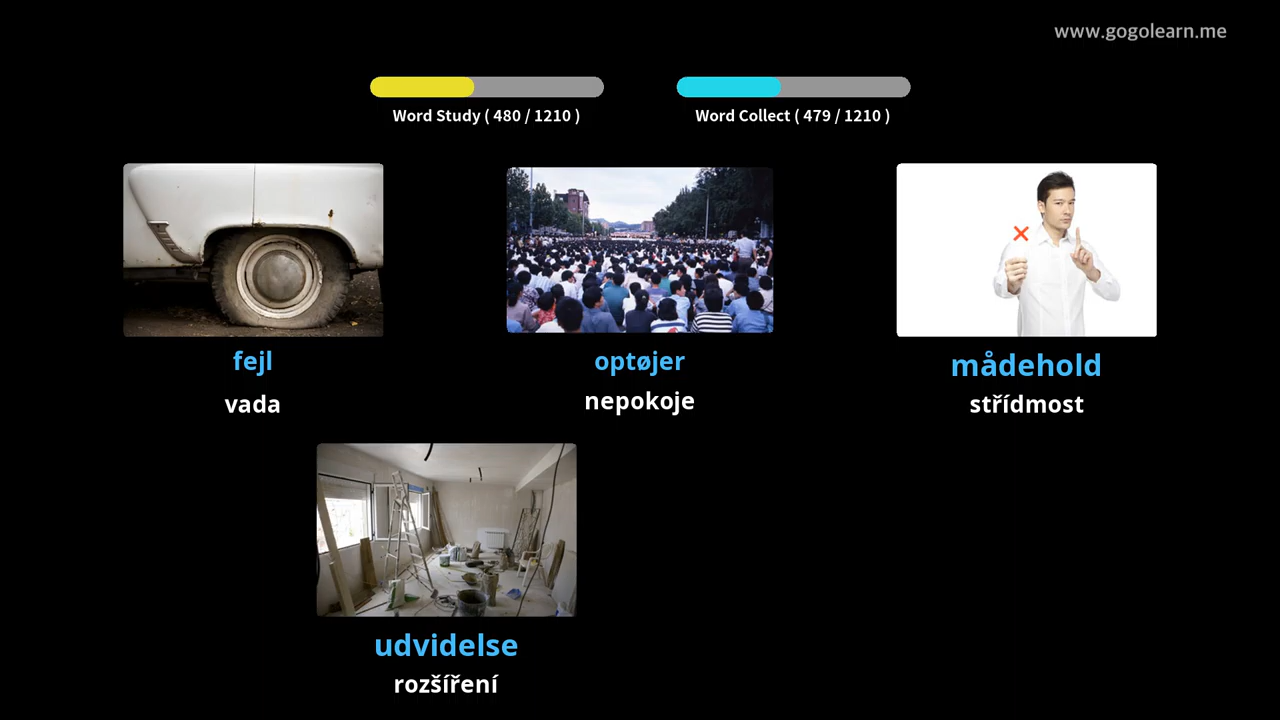 www.gogolearn.me
Word Study ( 480 / 1210 )
Word Collect ( 479 / 1210 )
fejl
vada
optøjer
nepokoje
mådehold
střídmost
udvidelse
rozšíření